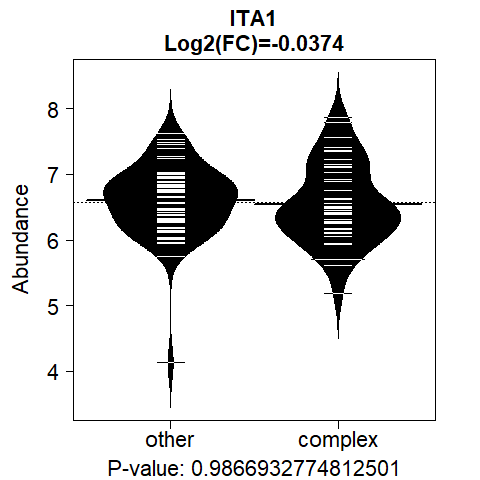 ITA1
Log2(FC)=-0.0374
Abundance
8
7
6
5
4
other complex
P-value: 0.9866932774812501